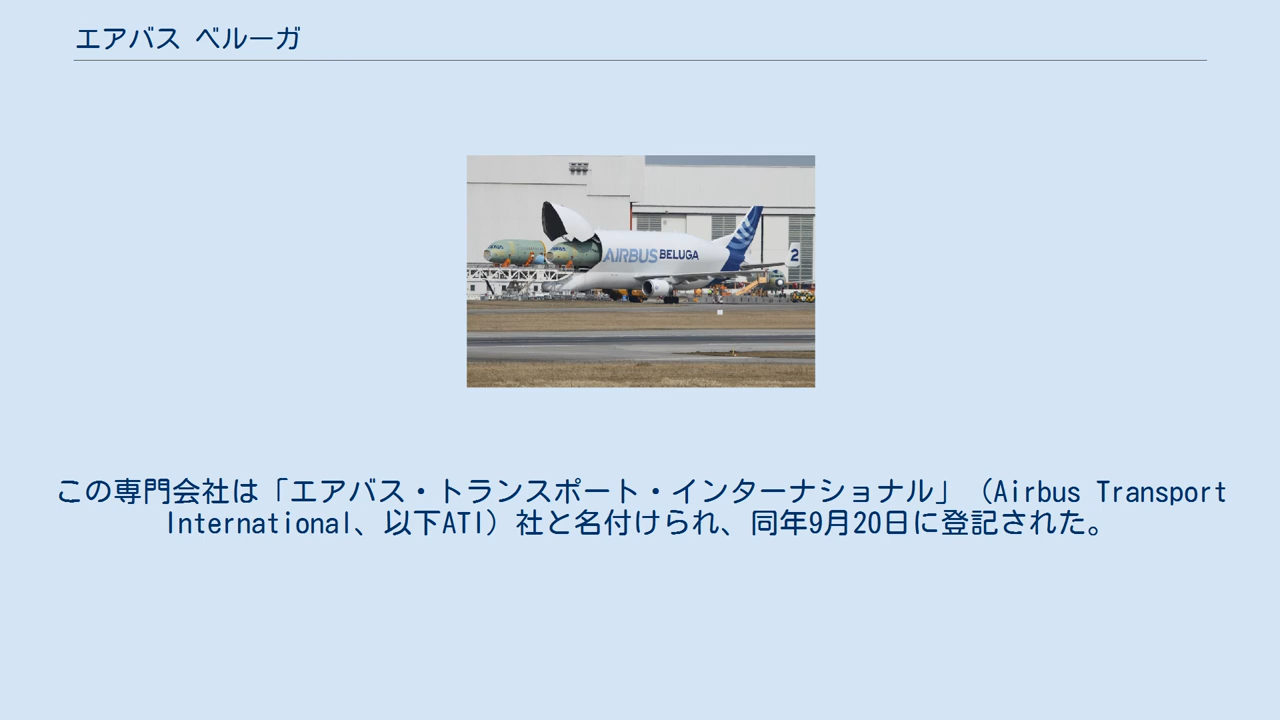 エアバス ベルーガ
AIRBUS BELUGA
2
この専門会社は「エアバス・トランスポート・インターナショナル」（Airbus Transport
International、以下ATI）社と名付けられ、同年9月20日に登記された。